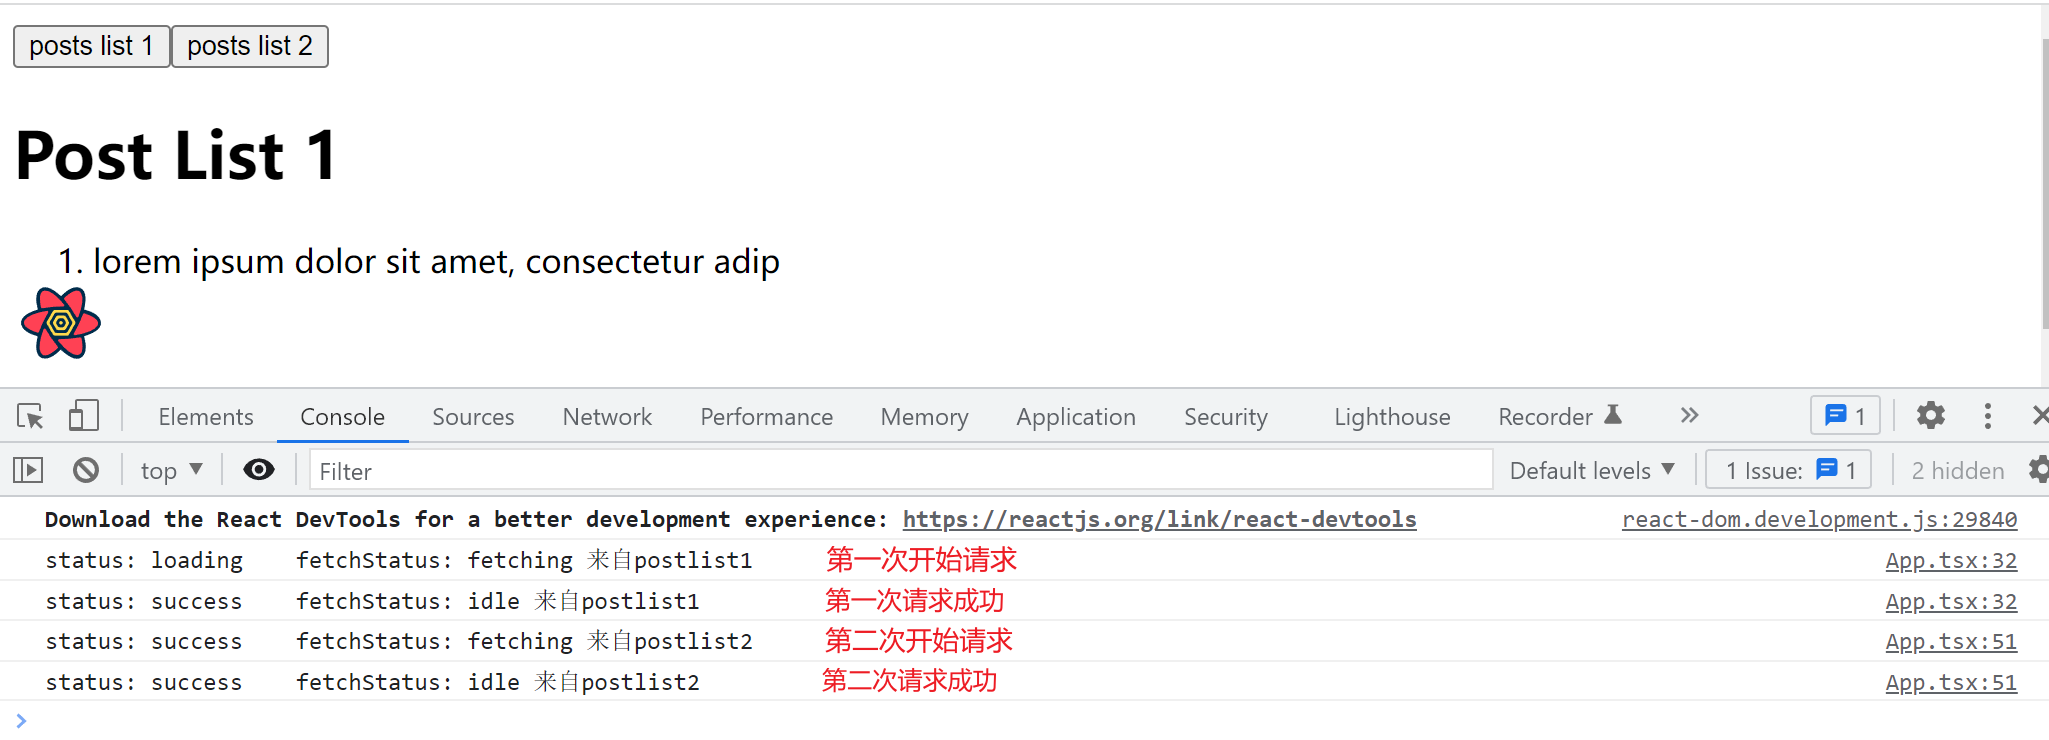 posts list 1 posts list 2
Post List 1
1. lorem ipsum dolor sit amet, consectetur adip
Elements Console Sources Network Performance Memory Application Security Lighthouse Recorder 1
top Filter Default levels 1 Issue: 1 2 hidden
Download the React DevTools for a better development experience: https://reactjs.org/link/react-devtools react-dom.development.js:29840
status: loading fetchStatus: fetching 来自postlist1 第一次开始请求 App.tsx:32
status: success fetchStatus: idle 来自postlist1 第一次请求成功 App.tsx:32
status: success fetchStatus: fetching 来自postlist2 第二次开始请求 App.tsx:51
status: success fetchStatus: idle 来自postlist2 第二次请求成功 App.tsx:51